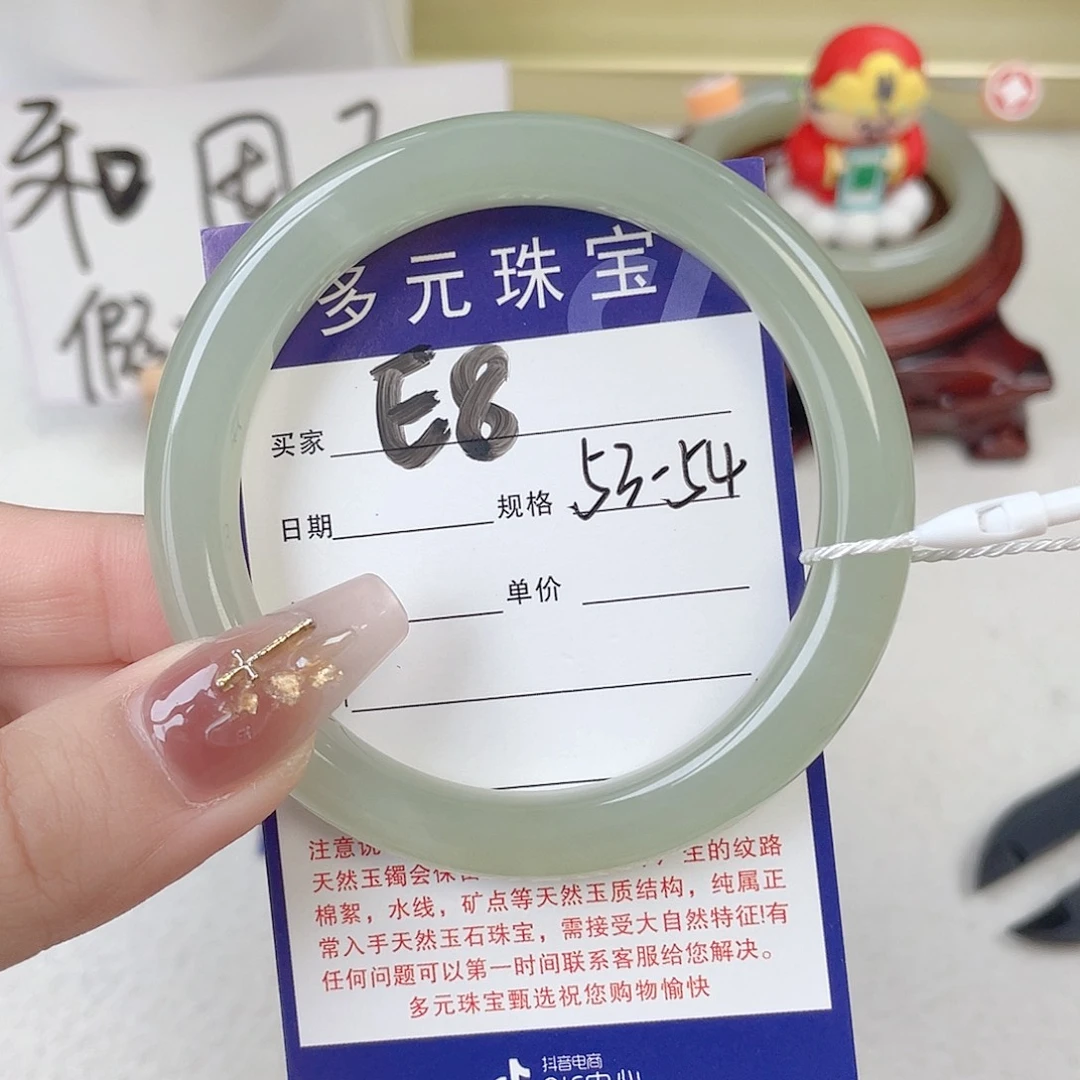 和田
假
多元珠宝
买家 E8
日期 规格 53-54
单价
注意
天然玉镯会保 生的纹路
棉絮，水线，矿点等天然玉质结构，纯属正
常入手天然玉石珠宝，需接受大自然特征!有
任何问题可以第一时间联系客服给您解决。
多元珠宝甄选祝您购物愉快
抖音电商